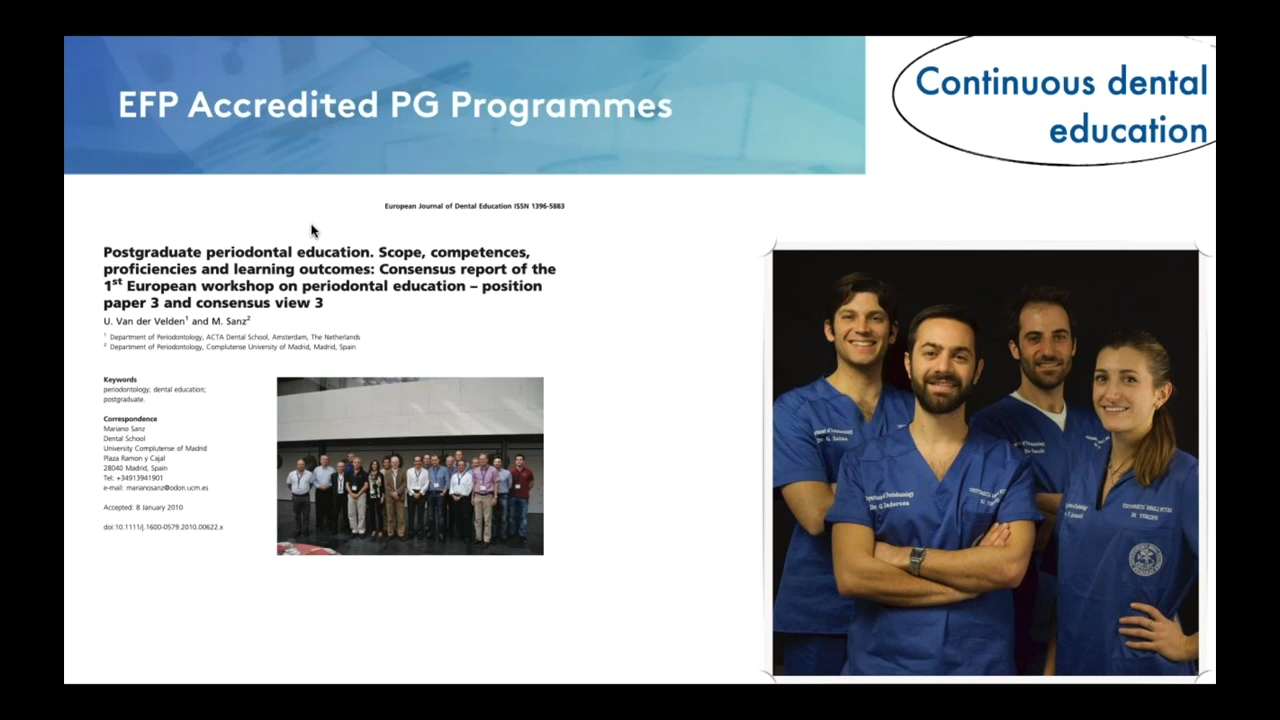 EFP Accredited PG Programmes
Continuous dental
education
European Journal of Dental Education ISSN 1396-5883
Postgraduate periodontal education. Scope, competences,
proficiencies and learning outcomes: Consensus report of the
1st European workshop on periodontal education – position
paper 3 and consensus view 3
U. Van der Velden1 and M. Sanz2
1 Department of Periodontology, ACTA Dental School, Amsterdam, The Netherlands
2 Department of Periodontology, Complutense University of Madrid, Madrid, Spain
Keywords
periodontology; dental education;
postgraduate.
Correspondence
Mariano Sanz
Dental School
University Complutense of Madrid
Plaza Ramon y Cajal
28040 Madrid, Spain
Tel: +34913941901
e-mail: marianosanz@odon.ucm.es
Accepted: 8 January 2010
doi:10.1111/j.1600-0579.2010.00622.x
Department of Periodontology